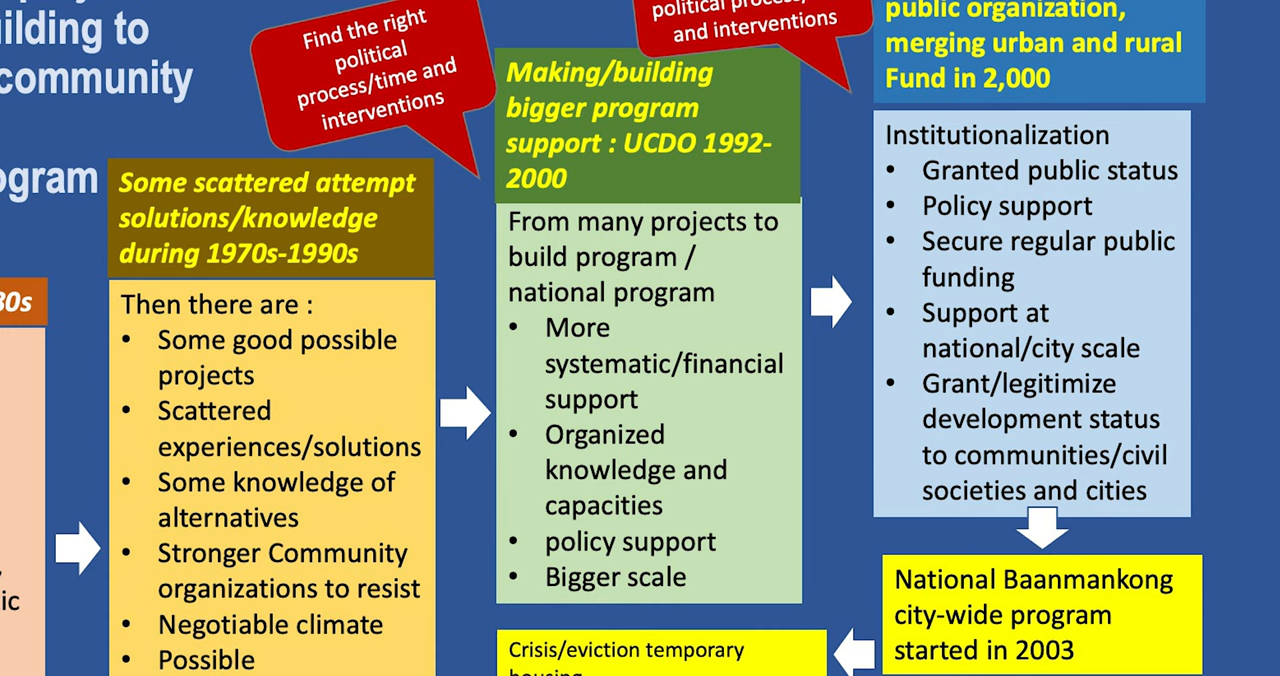 ilding to
community
ogram
Find the right
political
process/time and
interventions
and interventions
public organization,
merging urban and rural
Fund in 2,000
Making/building
bigger program
support : UCDO 1992-
2000
Some scattered attempt
solutions/knowledge
during 1970s-1990s
80s
ic
Then there are :
• Some good possible
projects
• Scattered
experiences/solutions
• Some knowledge of
alternatives
• Stronger Community
organizations to resist
• Negotiable climate
• Possible
From many projects to
build program /
national program
• More
systematic/financial
support
• Organized
knowledge and
capacities
• policy support
• Bigger scale
Institutionalization
• Granted public status
• Policy support
• Secure regular public
funding
• Support at
national/city scale
• Grant/legitimize
development status
to communities/civil
societies and cities
National Baanmankong
city-wide program
started in 2003
Crisis/eviction temporary